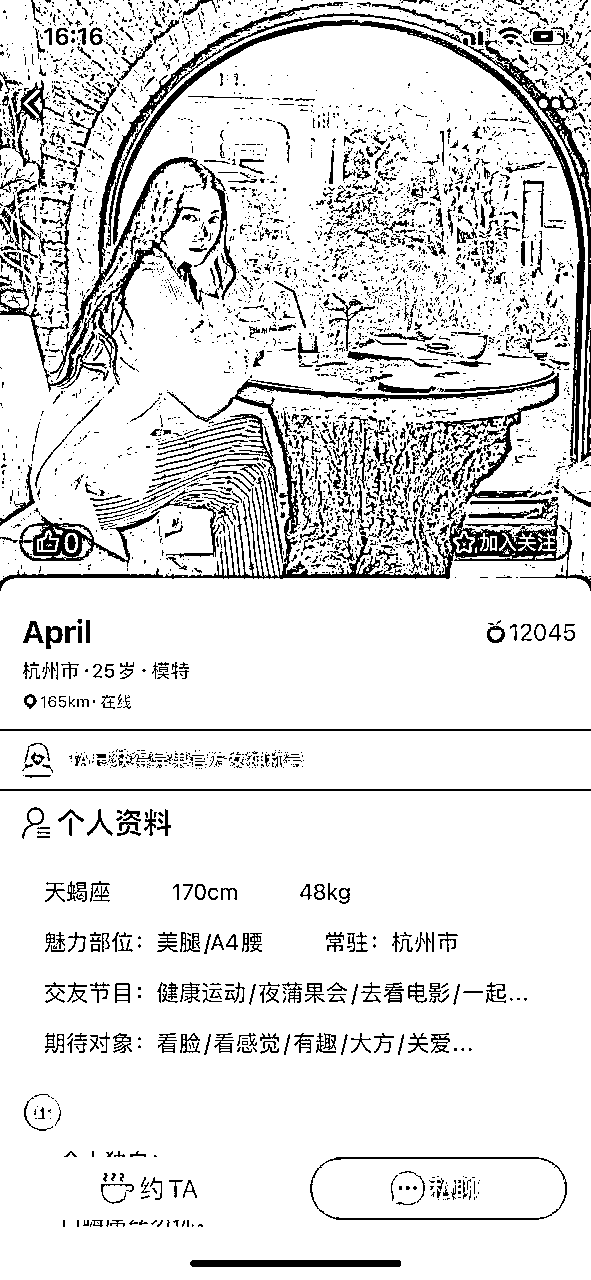 16:16
0
加入关注
April
12045
杭州市·25岁·模特
165km·在线
个人资料
天蝎座 170cm 48kg
魅力部位：美腿/A4腰 常驻：杭州市
交友节目：健康运动/夜蒲果会/去看电影/一起...
期待对象：看脸/看感觉/有趣/大方/关爱...
约TA
私聊